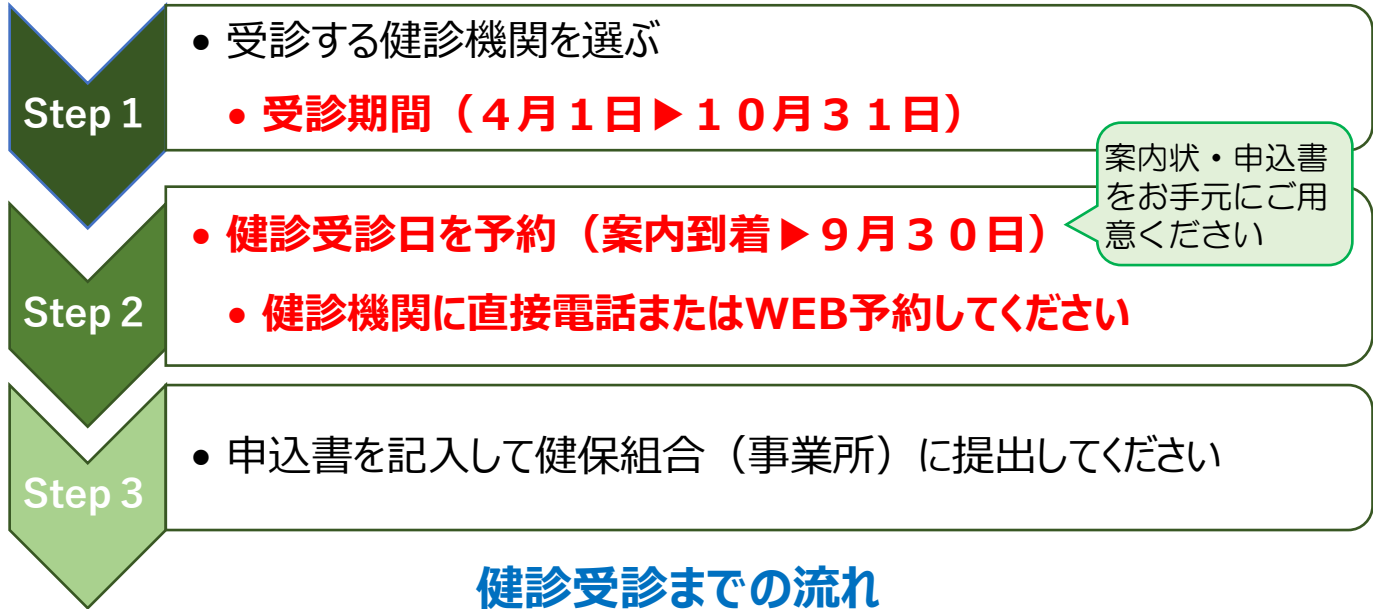 Step 1
• 受診する健診機関を選ぶ
• 受診期間（４月１日▶１０月３１日）
案内状・申込書
をお手元にご用
意ください
Step 2
• 健診受診日を予約（案内到着▶９月３０日）
• 健診機関に直接電話またはWEB予約してください
Step 3
• 申込書を記入して健保組合（事業所）に提出してください
健診受診までの流れ